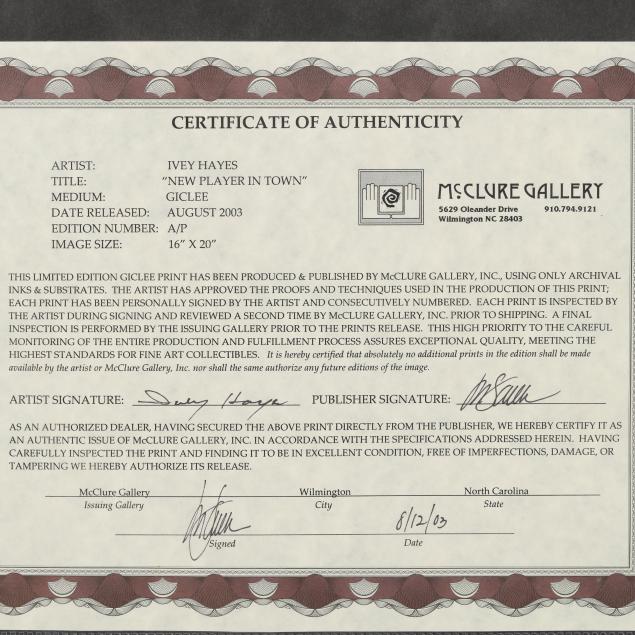 CERTIFICATE OF AUTHENTICITY
ARTIST: IVEY HAYES
TITLE: "NEW PLAYER IN TOWN"
MEDIUM: GICLEE
DATE RELEASED: AUGUST 2003
EDITION NUMBER: A/P
IMAGE SIZE: 16" X 20"
McCLURE GALLERY
5629 Oleander Drive 910.794.9121
Wilmington NC 28403
THIS LIMITED EDITION GICLEE PRINT HAS BEEN PRODUCED & PUBLISHED BY McCLURE GALLERY, INC., USING ONLY ARCHIVAL
INKS & SUBSTRATES. THE ARTIST HAS APPROVED THE PROOFS AND TECHNIQUES USED IN THE PRODUCTION OF THIS PRINT;
EACH PRINT HAS BEEN PERSONALLY SIGNED BY THE ARTIST AND CONSECUTIVELY NUMBERED. EACH PRINT IS INSPECTED BY
THE ARTIST DURING SIGNING AND REVIEWED A SECOND TIME BY McCLURE GALLERY, INC. PRIOR TO SHIPPING. A FINAL
INSPECTION IS PERFORMED BY THE ISSUING GALLERY PRIOR TO THE PRINTS RELEASE. THIS HIGH PRIORITY TO THE CAREFUL
MONITORING OF THE ENTIRE PRODUCTION AND FULFILLMENT PROCESS ASSURES EXCEPTIONAL QUALITY, MEETING THE
HIGHEST STANDARDS FOR FINE ART COLLECTIBLES. It is hereby certified that absolutely no additional prints in the edition shall be made
available by the artist or McClure Gallery, Inc. nor shall the same authorize any future editions of the image.
ARTIST SIGNATURE: Ivey Hayes PUBLISHER SIGNATURE:
AS AN AUTHORIZED DEALER, HAVING SECURED THE ABOVE PRINT DIRECTLY FROM THE PUBLISHER, WE HEREBY CERTIFY IT AS
AN AUTHENTIC ISSUE OF McCLURE GALLERY, INC. IN ACCORDANCE WITH THE SPECIFICATIONS ADDRESSED HEREIN. HAVING
CAREFULLY INSPECTED THE PRINT AND FINDING IT TO BE IN EXCELLENT CONDITION, FREE OF IMPERFECTIONS, DAMAGE, OR
TAMPERING WE HEREBY AUTHORIZE ITS RELEASE.
McClure Gallery Wilmington North Carolina
Issuing Gallery City State
8/12/03
Signed Date